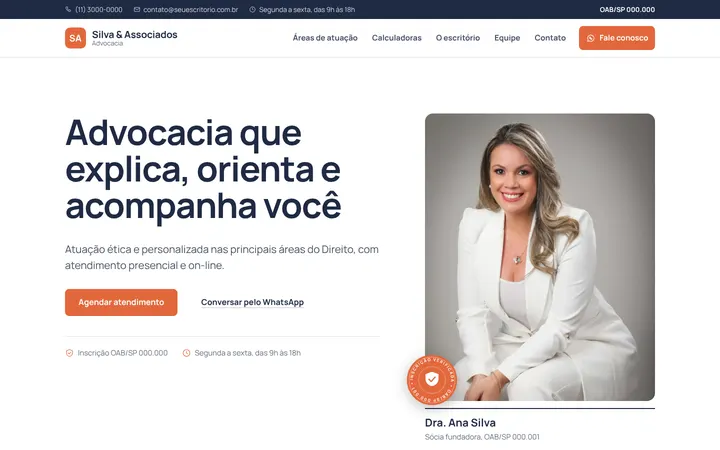 (11) 3000-0000 contato@seuescritorio.com.br Segunda a sexta, das 9h às 18h OAB/SP 000.000
SA Silva & Associados
Advocacia
Áreas de atuação Calculadoras O escritório Equipe Contato Fale conosco
Advocacia que
explica, orienta e
acompanha você
Atuação ética e personalizada nas principais áreas do Direito, com
atendimento presencial e on-line.
Agendar atendimento Conversar pelo WhatsApp
Inscrição OAB/SP 000.000 Segunda a sexta, das 9h às 18h
INSCRIÇÃO VERIFICADA
Dra. Ana Silva
Sócia fundadora, OAB/SP 000.001